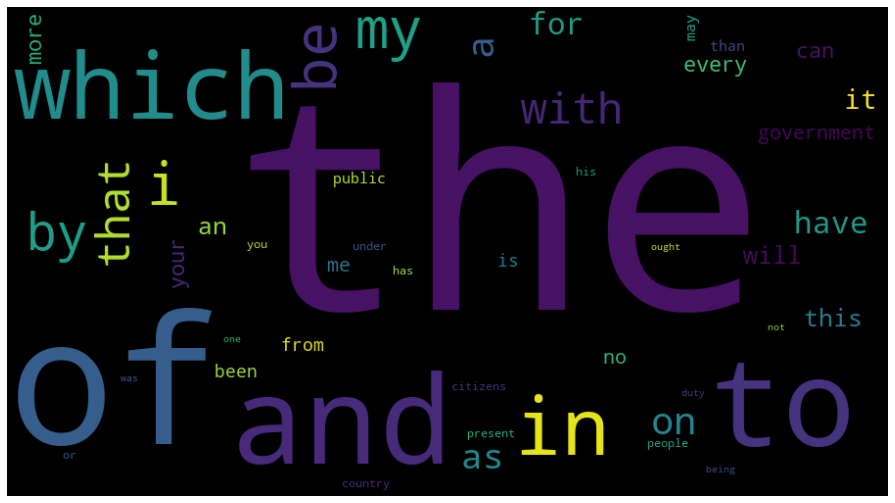 more
which
be
my
a
for
may
than
every
can
it
with
government
the
that
i
public
his
by
an
your
you
under
me
has
is
ought
have
will
this
of
one
was
been
from
no
not
or
and
citizens
present
country
as
in
on
people
duty
to
being